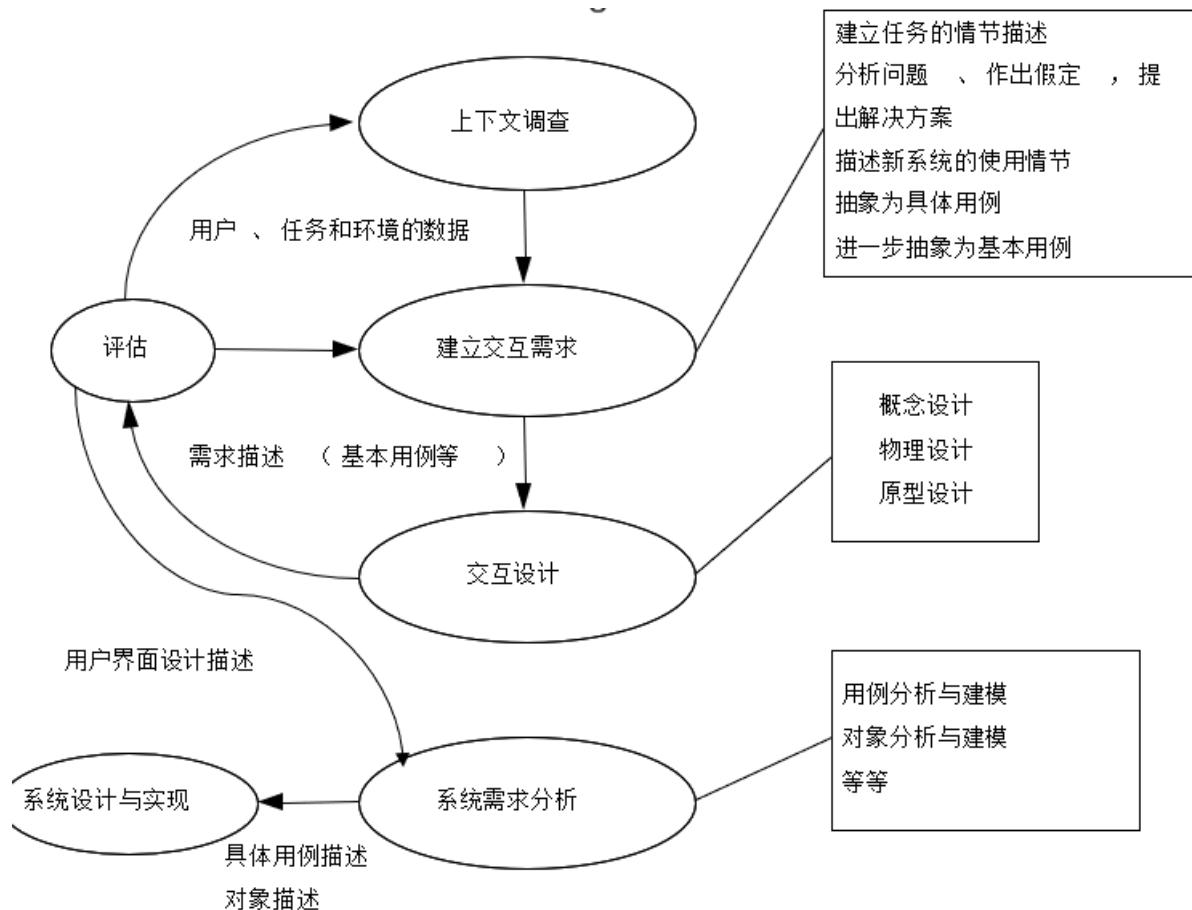 建立任务的情节描述
分析问题 、 作出假定 ， 提
出解决方案
描述新系统的使用情节
抽象为具体用例
进一步抽象为基本用例
上下文调查
用户 、 任务和环境的数据
评估
建立交互需求
概念设计
物理设计
原型设计
需求描述 （ 基本用例等 ）
交互设计
用户界面设计描述
用例分析与建模
对象分析与建模
等等
系统设计与实现
系统需求分析
具体用例描述
对象描述